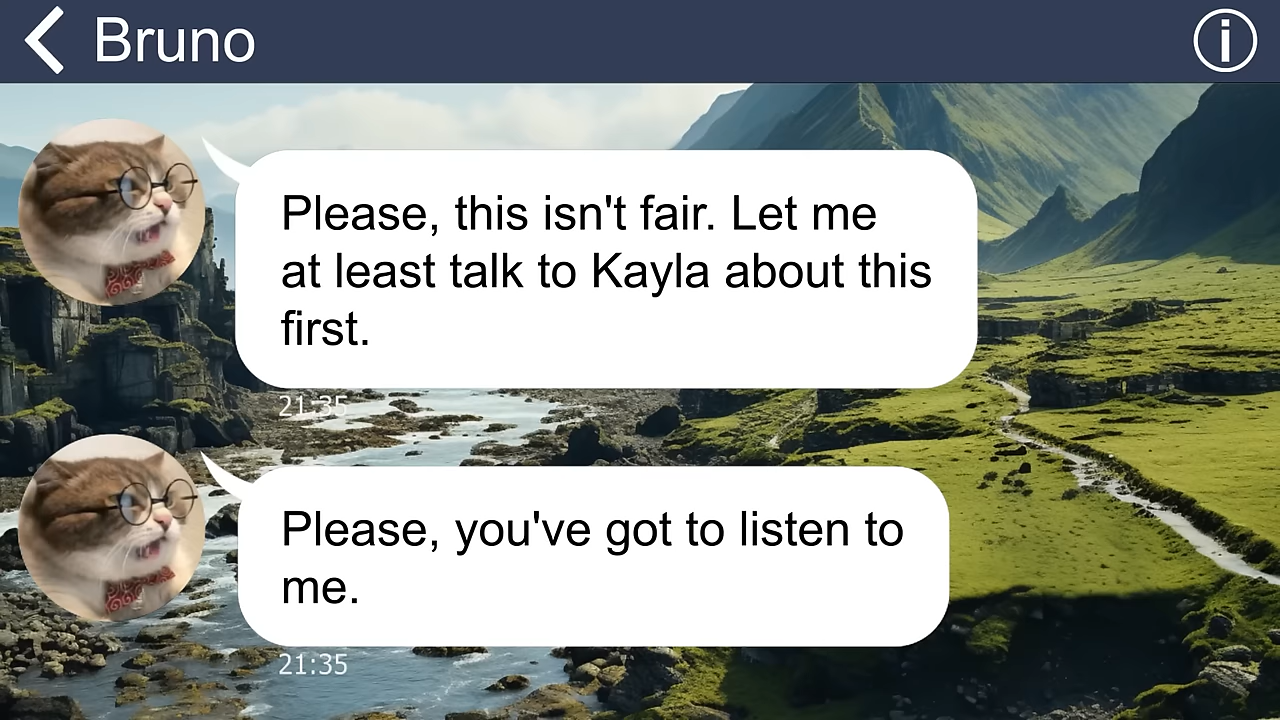 Bruno
Please, this isn't fair. Let me
at least talk to Kayla about this
first.
21:35
Please, you've got to listen to
me.
21:35